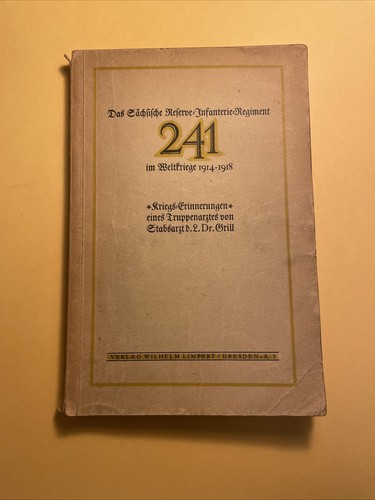 Das Sächsische Reserve-Infanterie-Regiment
241
im Weltkriege 1914-1918
*Kriegs-Erinnerungen*
eines Truppenarztes von
Stabsarzt d. L. Dr. Grill
VERLAG WILHELM LIMPERT / DRESDEN-A. 1